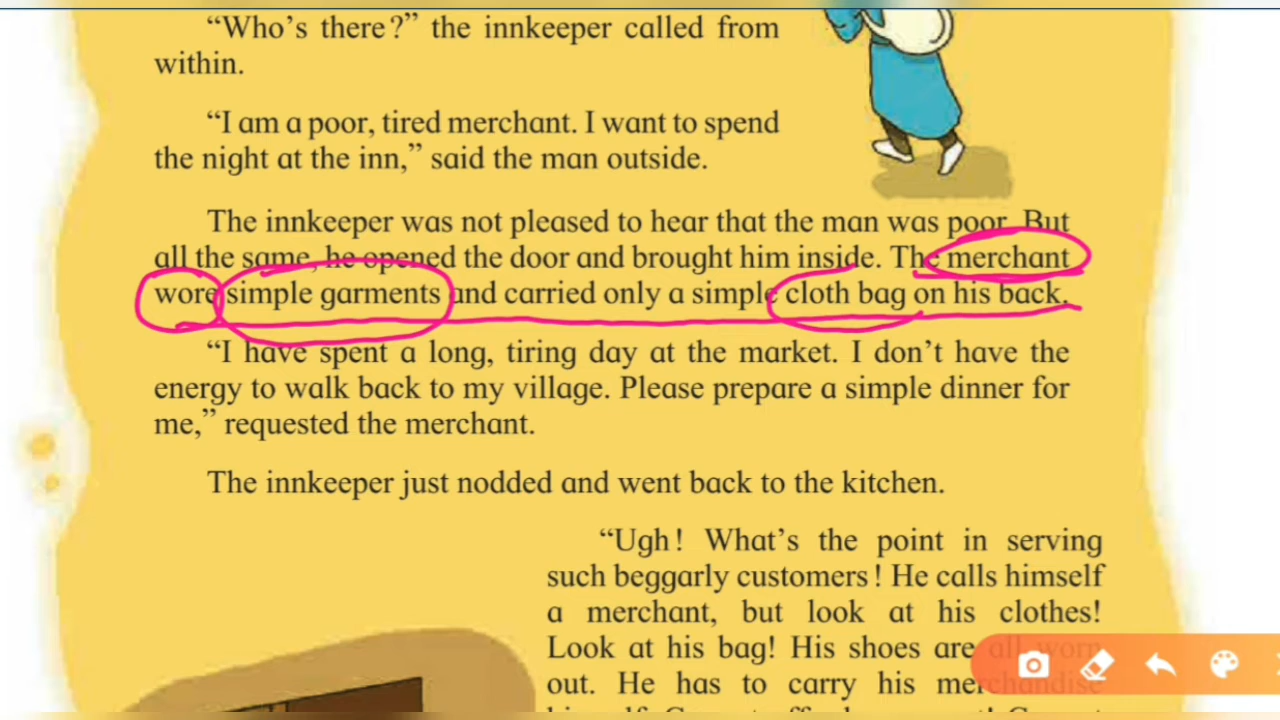 “Who’s there?” the innkeeper called from
within.
“I am a poor, tired merchant. I want to spend
the night at the inn,” said the man outside.
The innkeeper was not pleased to hear that the man was poor. But
all the same, he opened the door and brought him inside. The merchant
wore simple garments and carried only a simple cloth bag on his back.
“I have spent a long, tiring day at the market. I don’t have the
energy to walk back to my village. Please prepare a simple dinner for
me,” requested the merchant.
The innkeeper just nodded and went back to the kitchen.
“Ugh! What’s the point in serving
such beggarly customers! He calls himself
a merchant, but look at his clothes!
Look at his bag! His shoes are all worn
out. He has to carry his merchandise